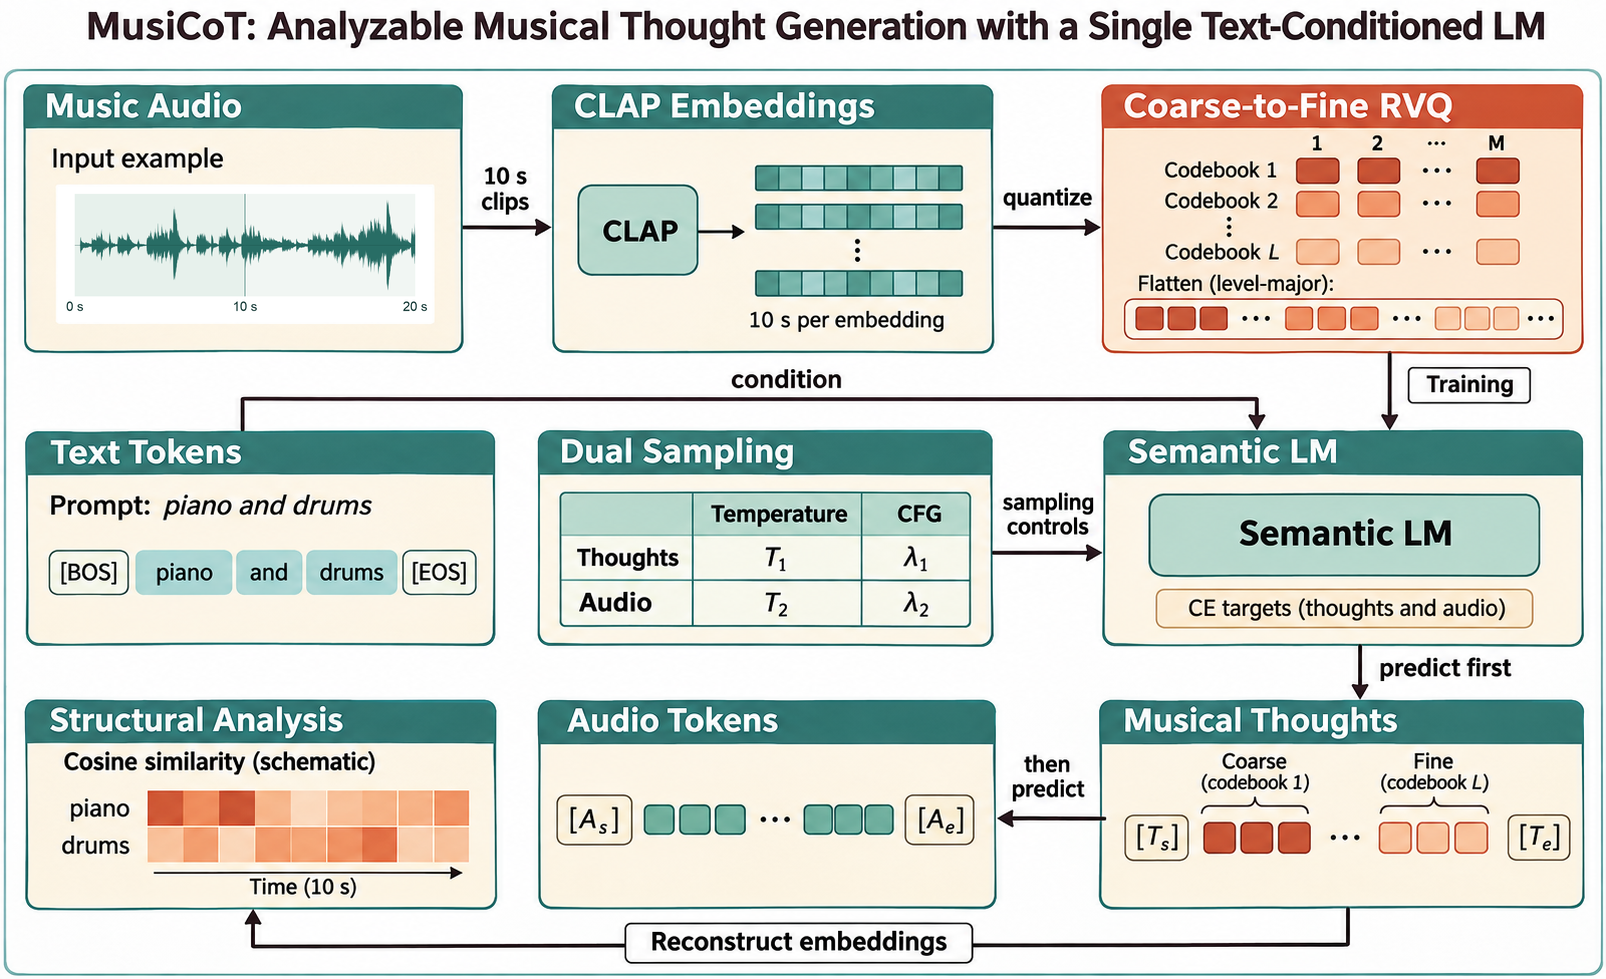 MusiCoT: Analyzable Musical Thought Generation with a Single Text-Conditioned LM
Music Audio
Input example
0 s
10 s
20 s
10 s
clips
CLAP Embeddings
CLAP
10 s per embedding
quantize
Coarse-to-Fine RVQ
1 2 ··· M
Codebook 1 ···
Codebook 2 ···
⋮
Codebook L ···
Flatten (level-major):
··· ··· ···
Training
condition
Text Tokens
Prompt: piano and drums
[BOS] piano and drums [EOS]
Dual Sampling
Temperature CFG
Thoughts T₁ λ₁
Audio T₂ λ₂
sampling
controls
Semantic LM
Semantic LM
CE targets (thoughts and audio)
predict first
Structural Analysis
Cosine similarity (schematic)
piano
drums
Time (10 s)
Audio Tokens
[Aₛ] ··· [Aₑ]
then
predict
Musical Thoughts
Coarse
(codebook 1)
Fine
(codebook L)
[Tₛ] ··· [Tₑ]
Reconstruct embeddings